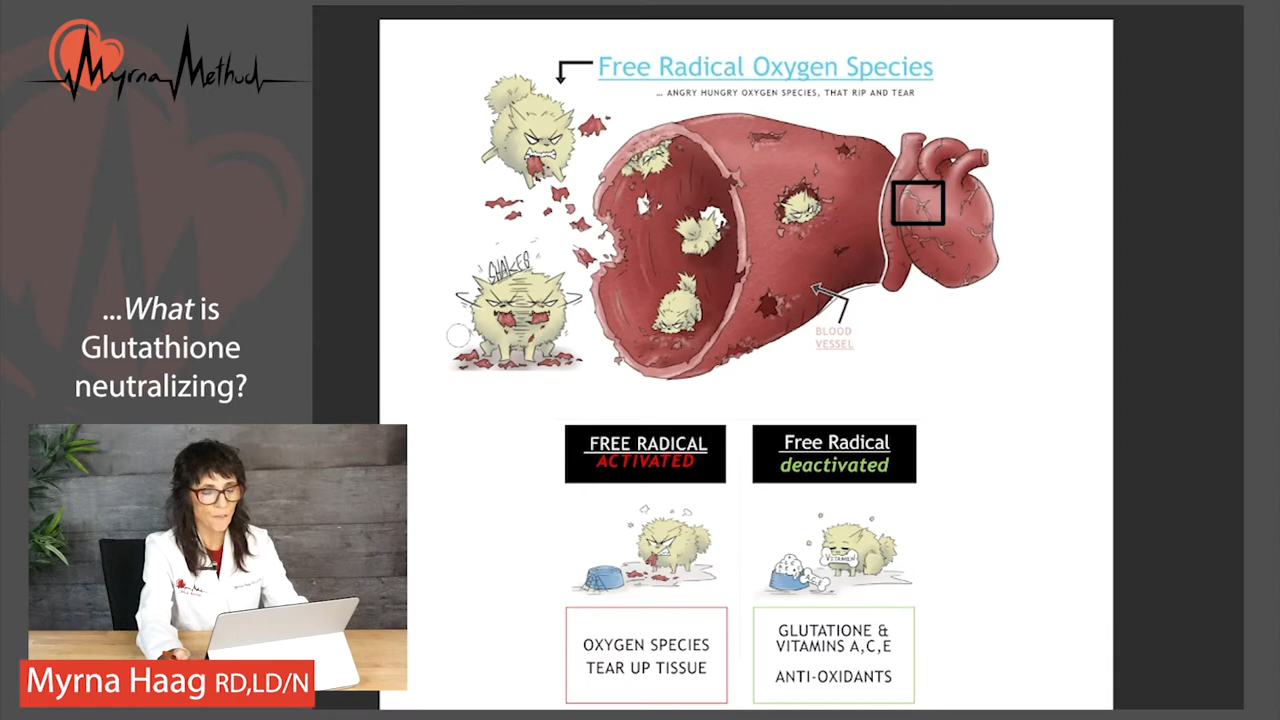 Myrna Method
...What is
Glutathione
neutralizing?
Myrna Haag RD,LD/N
Free Radical Oxygen Species
... ANGRY HUNGRY OXYGEN SPECIES, THAT RIP AND TEAR
SHAKES
BLOOD
VESSEL
FREE RADICAL
ACTIVATED
OXYGEN SPECIES
TEAR UP TISSUE
Free Radical
deactivated
VITAMIN
GLUTATIONE &
VITAMINS A,C,E
ANTI-OXIDANTS